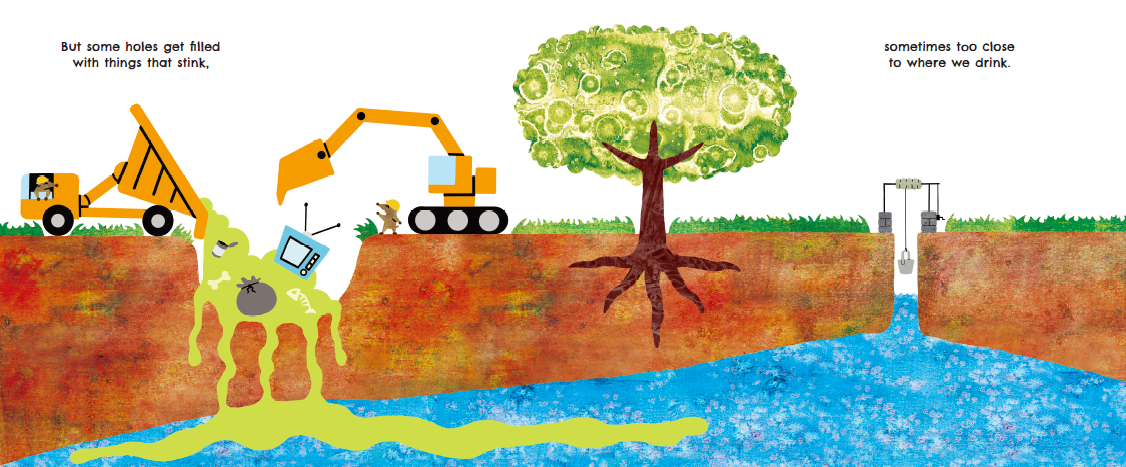 But some holes get filled
with things that stink,
sometimes too close
to where we drink.